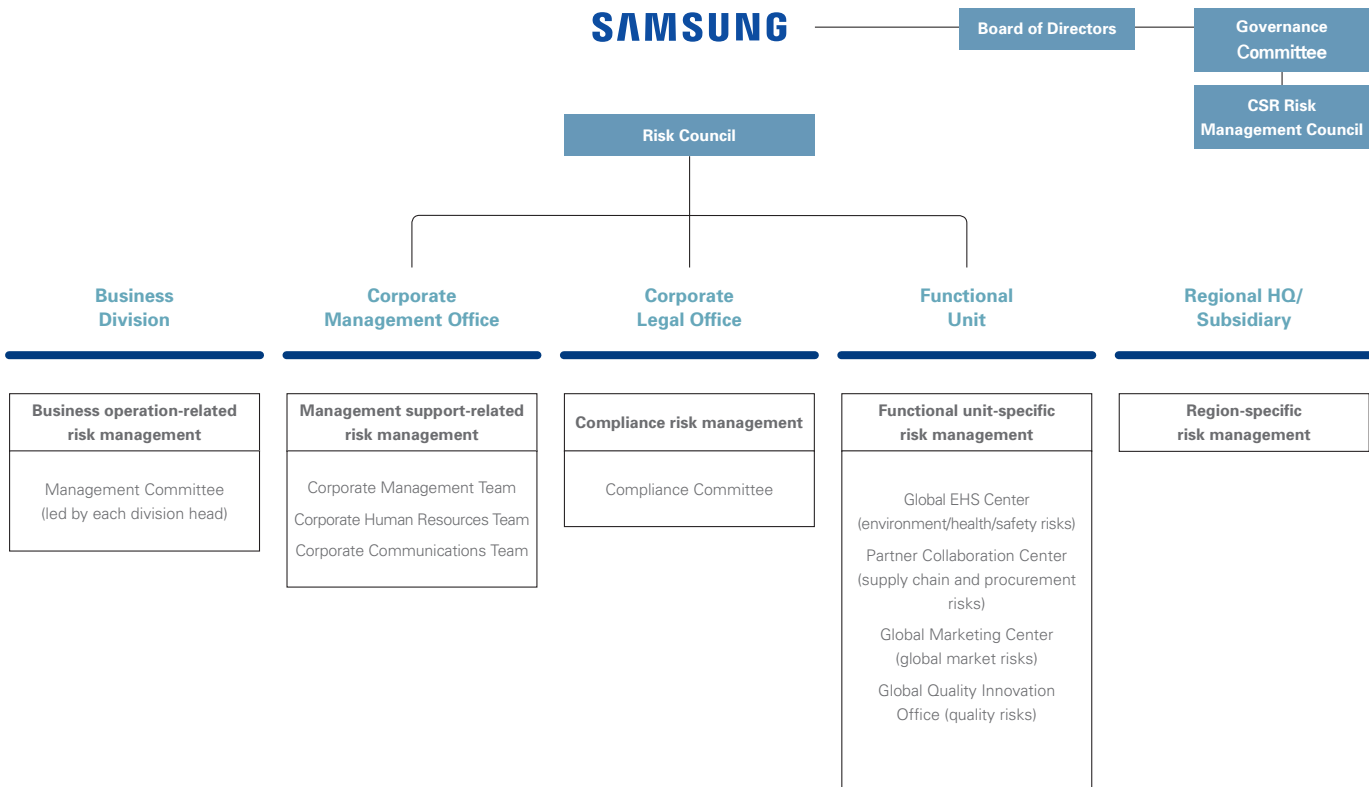 SAMSUNG
Board of Directors
Governance
Committee
CSR Risk
Management Council
Risk Council
Business
Division
Corporate
Management Office
Corporate
Legal Office
Functional
Unit
Regional HQ/
Subsidiary
Business operation-related
risk management
Management Committee
(led by each division head)
Management support-related
risk management
Corporate Management Team
Corporate Human Resources Team
Corporate Communications Team
Compliance risk management
Compliance Committee
Functional unit-specific
risk management
Global EHS Center
(environment/health/safety risks)
Partner Collaboration Center
(supply chain and procurement
risks)
Global Marketing Center
(global market risks)
Global Quality Innovation
Office (quality risks)
Region-specific
risk management